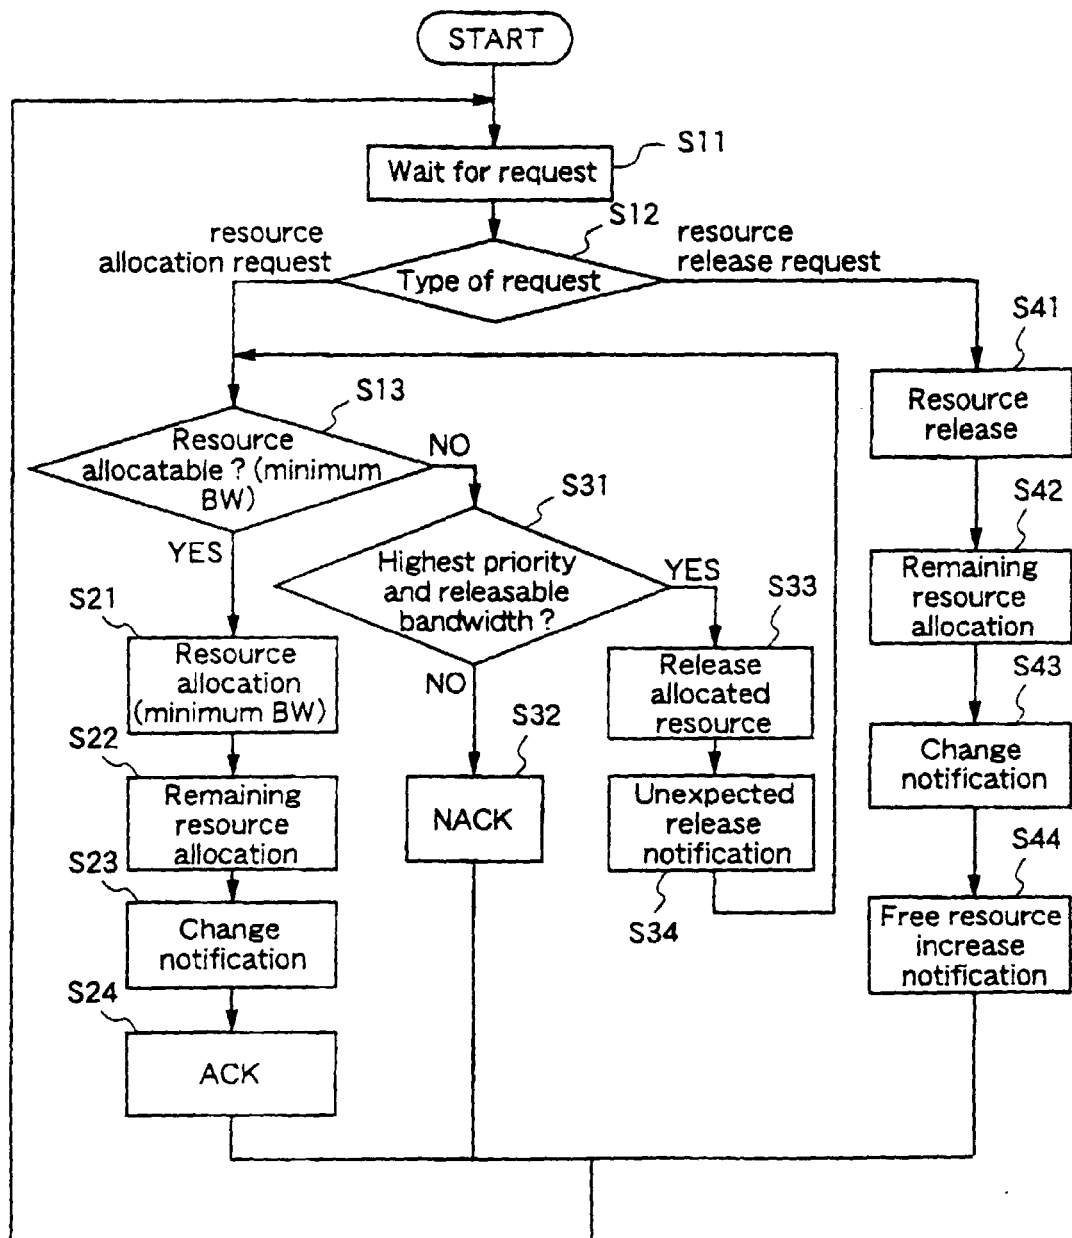 START
S11
Wait for request
S12
resource
allocation request
resource
release request
Type of request
S41
Resource
release
S13
Resource
allocatable ? (minimum
BW)
NO
YES
S31
Highest priority
and releasable
bandwidth ?
YES
NO
S42
Remaining
resource
allocation
S21
Resource
allocation
(minimum BW)
S33
Release
allocated
resource
S43
Change
notification
S32
NACK
S22
Remaining
resource
allocation
Unexpected
release
notification
S34
S44
Free resource
increase
notification
S23
Change
notification
S24
ACK